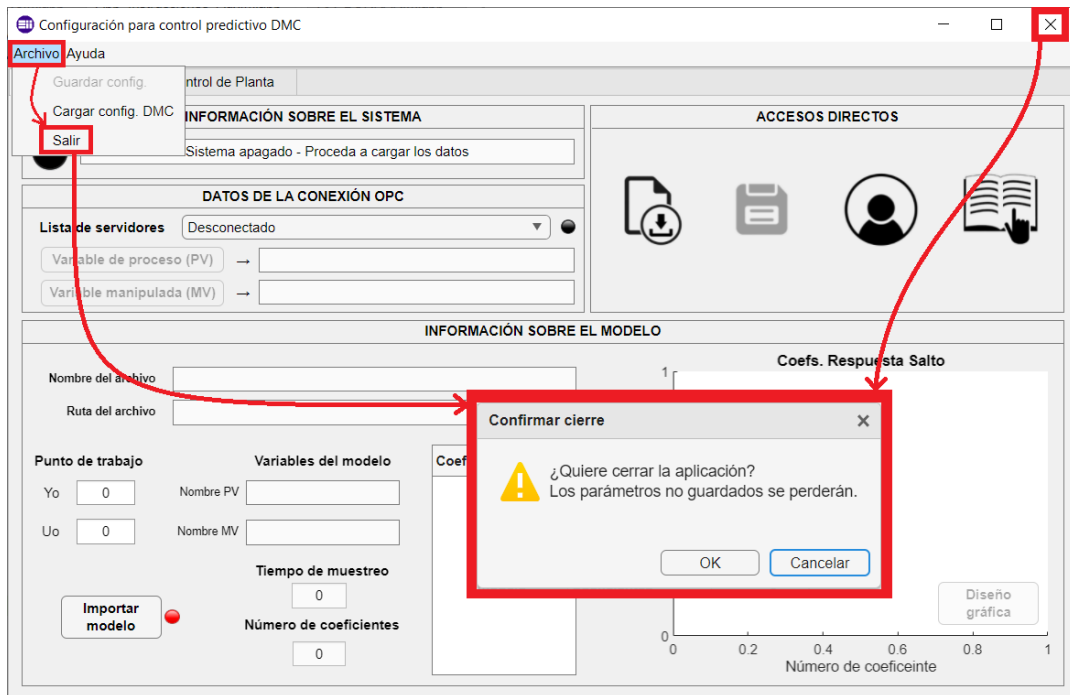 Configuración para control predictivo DMC
Archivo Ayuda
Guardar config.
Cargar config. DMC
Salir
ntrol de Planta
INFORMACIÓN SOBRE EL SISTEMA
Sistema apagado - Proceda a cargar los datos
ACCESOS DIRECTOS
DATOS DE LA CONEXIÓN OPC
Lista de servidores Desconectado
Variable de proceso (PV) →
Variable manipulada (MV) →
INFORMACIÓN SOBRE EL MODELO
Nombre del archivo
Ruta del archivo
Punto de trabajo
Yo 0
Uo 0
Importar
modelo
Variables del modelo
Nombre PV
Nombre MV
Tiempo de muestreo
0
Número de coeficientes
0
Coef
Coefs. Respuesta Salto
1
0
0 0.2 0.4 0.6 0.8 1
Número de coeficeinte
Diseño
gráfica
Confirmar cierre
¿Quiere cerrar la aplicación?
Los parámetros no guardados se perderán.
OK Cancelar